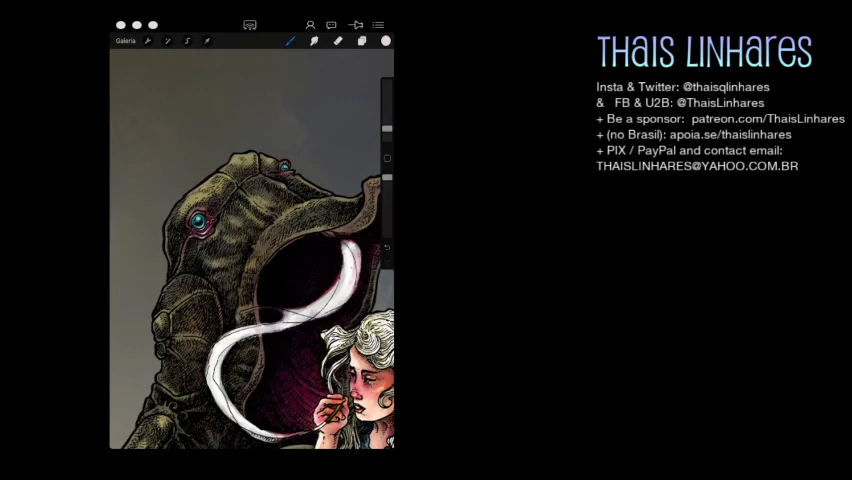 Galeria
THAIS LINHARES
Insta & Twitter: @thaisqlinhares
& FB & U2B: @ThaisLinhares
+ Be a sponsor: patreon.com/ThaisLinhares
+ (no Brasil): apoia.se/thaislinhares
+ PIX / PayPal and contact email:
THAISLINHARES@YAHOO.COM.BR